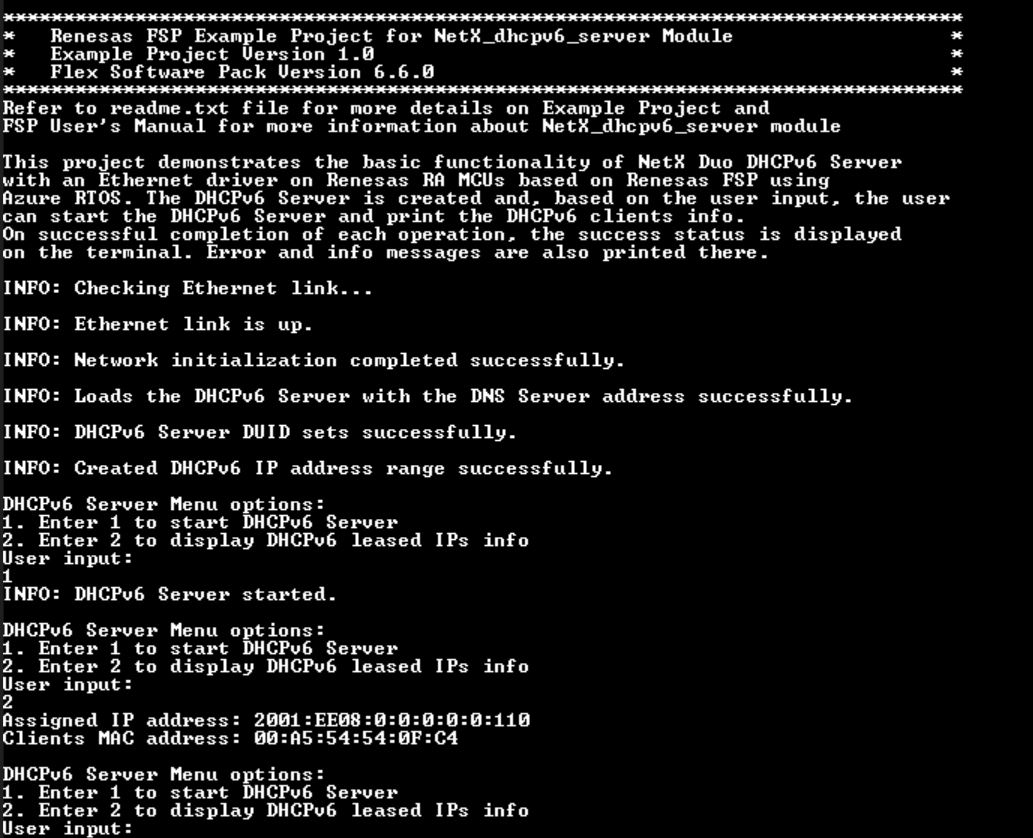 ********************************************************************************
*   Renesas FSP Example Project for NetX_dhcpv6_server Module                  *
*   Example Project Version 1.0                                                *
*   Flex Software Pack Version 6.6.0                                           *
********************************************************************************
Refer to readme.txt file for more details on Example Project and
FSP User's Manual for more information about NetX_dhcpv6_server module
This project demonstrates the basic functionality of NetX Duo DHCPv6 Server
with an Ethernet driver on Renesas RA MCUs based on Renesas FSP using
Azure RTOS. The DHCPv6 Server is created and, based on the user input, the user
can start the DHCPv6 Server and print the DHCPv6 clients info.
On successful completion of each operation, the success status is displayed
on the terminal. Error and info messages are also printed there.
INFO: Checking Ethernet link...
INFO: Ethernet link is up.
INFO: Network initialization completed successfully.
INFO: Loads the DHCPv6 Server with the DNS Server address successfully.
INFO: DHCPv6 Server DUID sets successfully.
INFO: Created DHCPv6 IP address range successfully.
DHCPv6 Server Menu options:
1. Enter 1 to start DHCPv6 Server
2. Enter 2 to display DHCPv6 leased IPs info
User input:
1
INFO: DHCPv6 Server started.
DHCPv6 Server Menu options:
1. Enter 1 to start DHCPv6 Server
2. Enter 2 to display DHCPv6 leased IPs info
User input:
2
Assigned IP address: 2001:EE08:0:0:0:0:0:110
Clients MAC address: 00:A5:54:54:0F:C4
DHCPv6 Server Menu options:
1. Enter 1 to start DHCPv6 Server
2. Enter 2 to display DHCPv6 leased IPs info
User input: